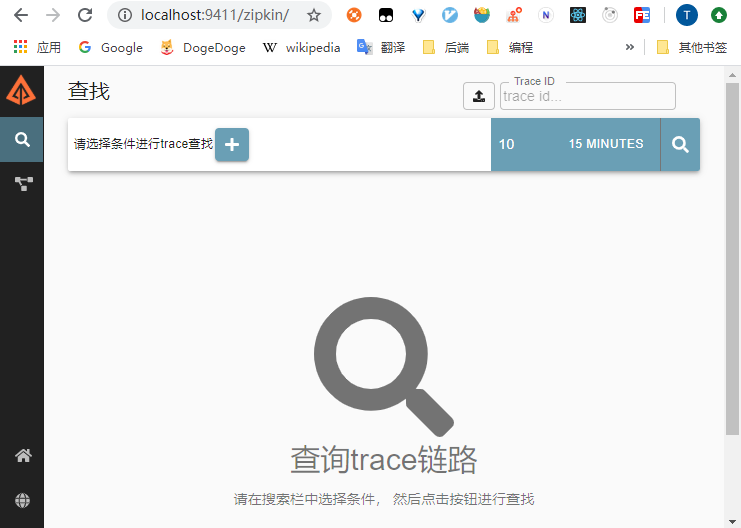 localhost:9411/zipkin/
T
应用 Google DogeDoge W wikipedia 翻译 后端 编程 » 其他书签
查找
Trace ID
trace id...
请选择条件进行trace查找
10 15 MINUTES
查询trace链路
请在搜索栏中选择条件， 然后点击按钮进行查找